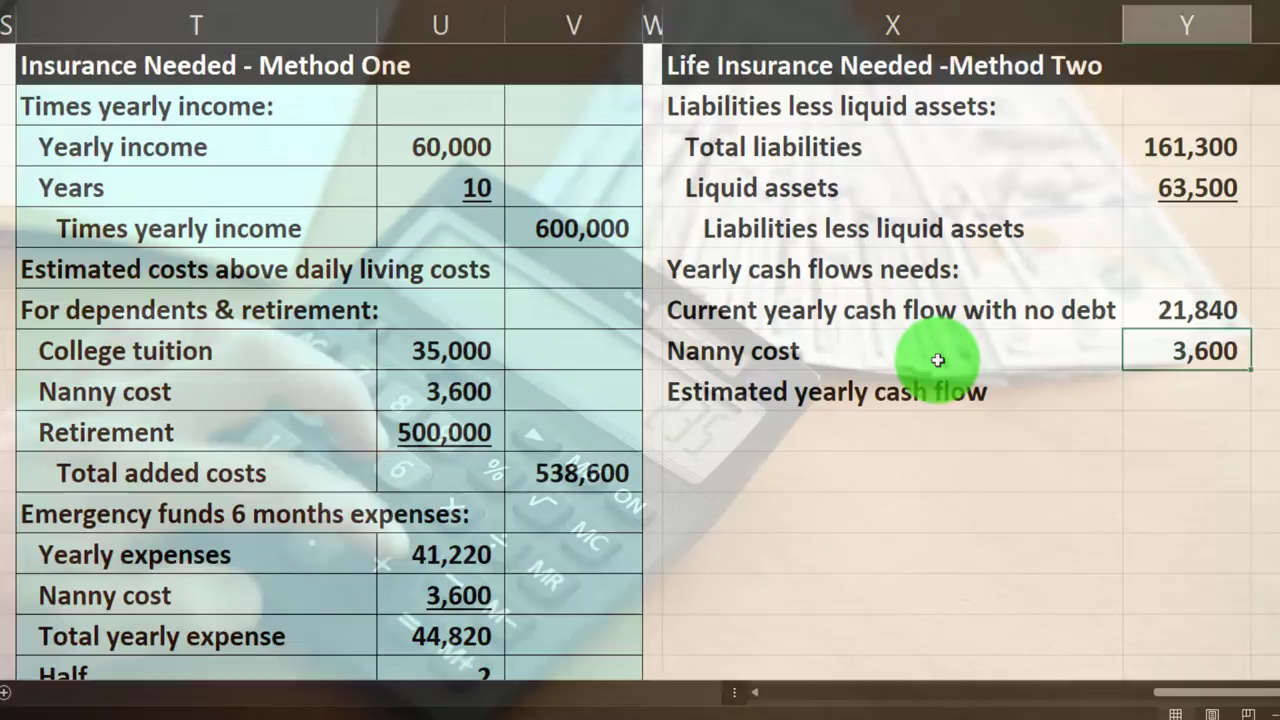 S T U V W X Y
Insurance Needed - Method One
Times yearly income:
Yearly income 60,000
Years 10
Times yearly income 600,000
Estimated costs above daily living costs
For dependents & retirement:
College tuition 35,000
Nanny cost 3,600
Retirement 500,000
Total added costs 538,600
Emergency funds 6 months expenses:
Yearly expenses 41,220
Nanny cost 3,600
Total yearly expense 44,820
Half 2
Life Insurance Needed -Method Two
Liabilities less liquid assets:
Total liabilities 161,300
Liquid assets 63,500
Liabilities less liquid assets
Yearly cash flows needs:
Current yearly cash flow with no debt 21,840
Nanny cost 3,600
Estimated yearly cash flow